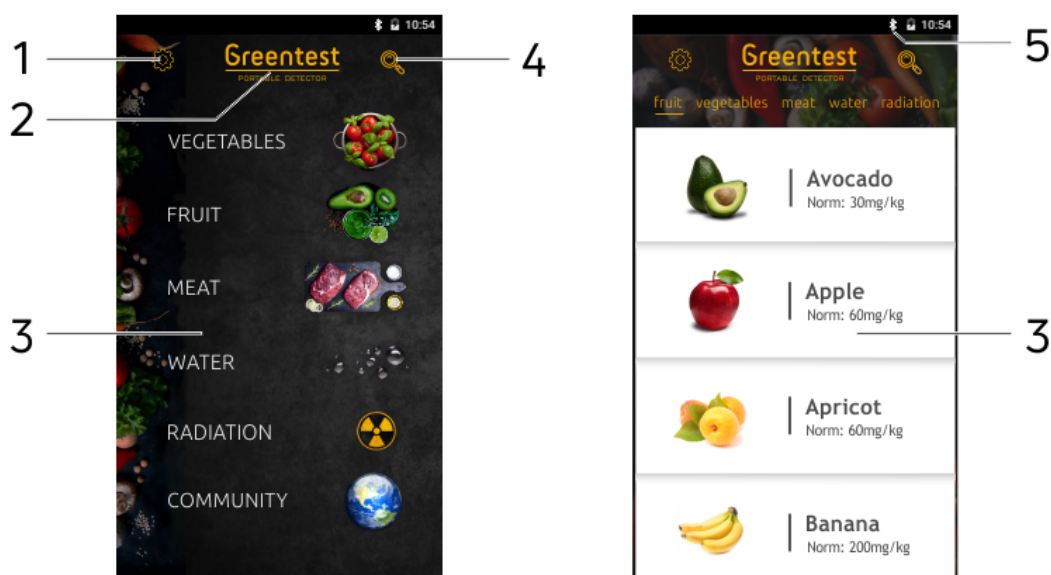 10:54
1
Greentest
PORTABLE DETECTOR
4
2
VEGETABLES
FRUIT
MEAT
3
WATER
RADIATION
COMMUNITY
10:54
5
Greentest
PORTABLE DETECTOR
fruit vegetables meat water radiation
Avocado
Norm: 30mg/kg
Apple
Norm: 60mg/kg
3
Apricot
Norm: 60mg/kg
Banana
Norm: 200mg/kg